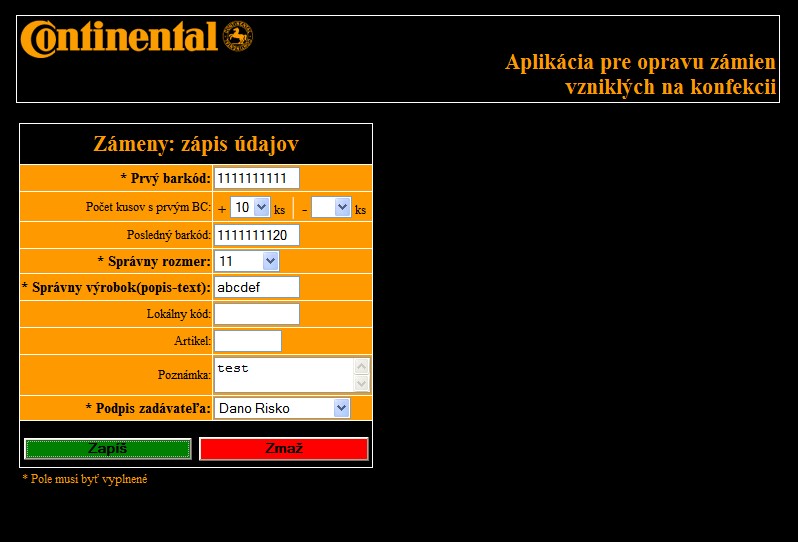 Continental
Aplikácia pre opravu zámien
vzniklých na konfekcii
Zámeny: zápis údajov
* Prvý barkód: 1111111111
Počet kusov s prvým BC: + 10 ks - ks
Posledný barkód: 1111111120
* Správny rozmer: 11
* Správny výrobok(popis-text): abcdef
Lokálny kód:
Artikel:
Poznámka: test
* Podpis zadávateľa: Dano Risko
Zapíš Zmaž
* Pole musi byť vyplnené